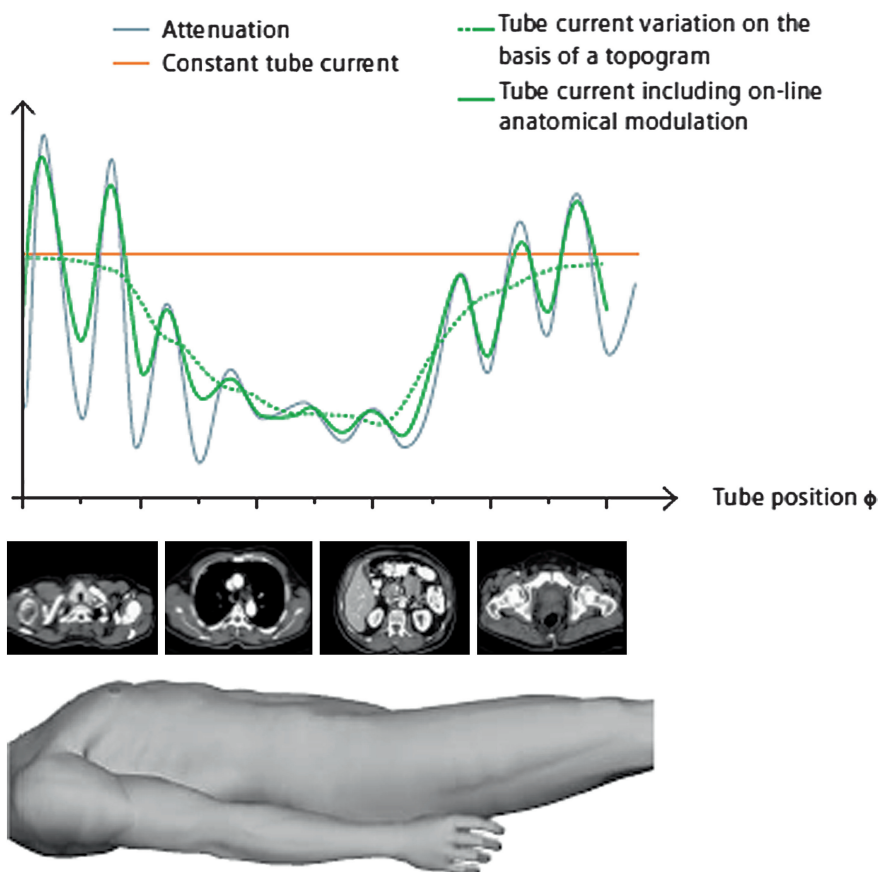 Attenuation
Constant tube current
Tube current variation on the
basis of a topogram
Tube current including on-line
anatomical modulation
Tube position ϕ